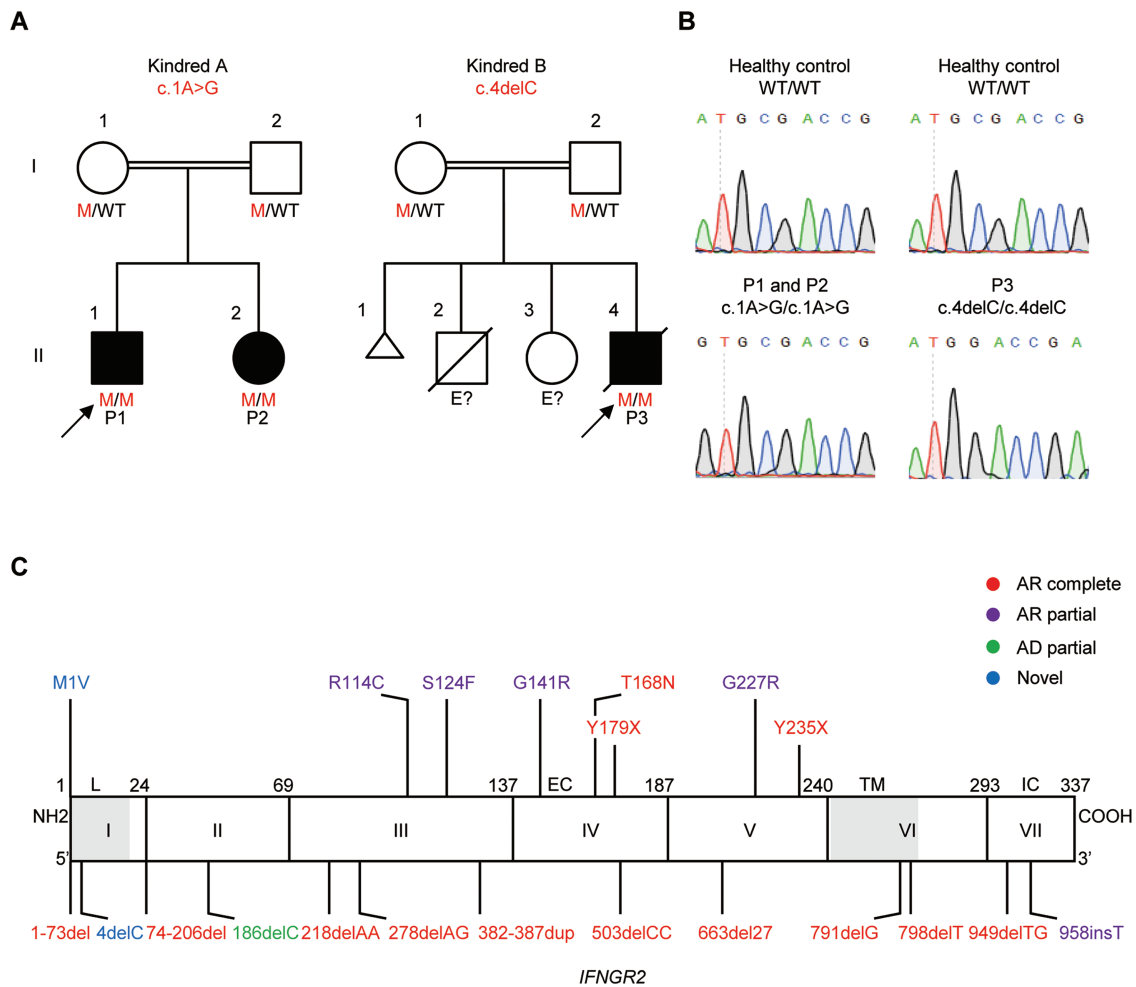 A
Kindred A
c.1A>G
Kindred B
c.4delC
1
2
1
2
I
M/WT
M/WT
M/WT
M/WT
1
2
1
2
3
4
II
M/M
P1
M/M
P2
E?
E?
M/M
P3
B
Healthy control
WT/WT
A T G C G A C C G
Healthy control
WT/WT
A T G C G A C C G
P1 and P2
c.1A>G/c.1A>G
G T G C G A C C G
P3
c.4delC/c.4delC
A T G G A C C G A
C
AR complete
AR partial
AD partial
Novel
M1V
R114C
S124F
G141R
T168N
G227R
Y179X
Y235X
1
L
24
69
137
EC
187
240
TM
293
IC
337
NH2
COOH
I
II
III
IV
V
VI
VII
5’
3’
1-73del
4delC
74-206del
186delC
218delAA
278delAG
382-387dup
503delCC
663del27
791delG
798delT
949delTG
958insT
IFNGR2